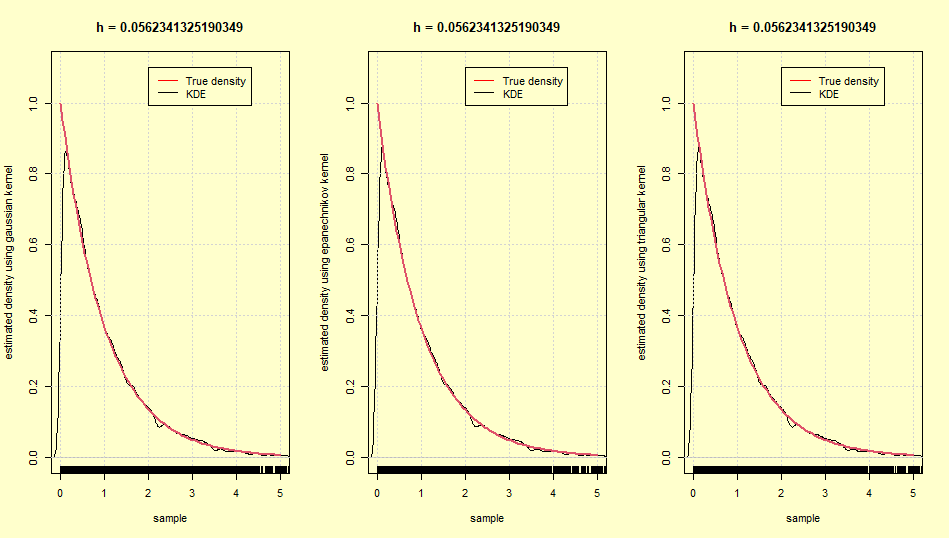 h = 0.0562341325190349
estimated density using gaussian kernel
True density
KDE
0.0
0.2
0.4
0.6
0.8
1.0
0 1 2 3 4 5
sample
h = 0.0562341325190349
estimated density using epanechnikov kernel
True density
KDE
0.0
0.2
0.4
0.6
0.8
1.0
0 1 2 3 4 5
sample
h = 0.0562341325190349
estimated density using triangular kernel
True density
KDE
0.0
0.2
0.4
0.6
0.8
1.0
0 1 2 3 4 5
sample